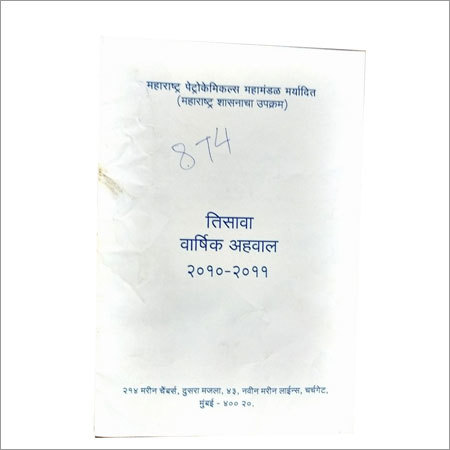 महाराष्ट्र पेट्रोकेमिकल्स महामंडळ मर्यादित
(महाराष्ट्र शासनाचा उपक्रम)
874
तिसावा
वार्षिक अहवाल
२०१०-२०११
२१४ मरीन चेंबर्स, दुसरा मजला, ४३, नवीन मरीन लाईन्स, चर्चगेट,
मुंबई - ४०० २०.